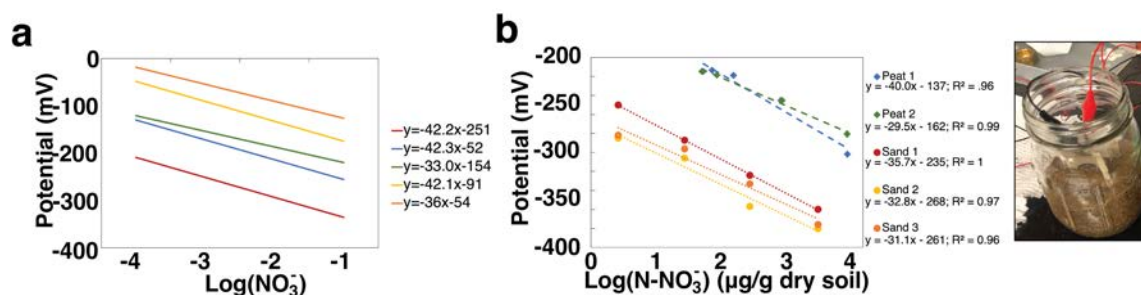 a
Potential (mV)
0
-100
-200
-300
-400
-4 -3 -2 -1
Log(NO₃⁻)
y=-42.2x-251
y=-42.3x-52
y=-33.0x-154
y=-42.1x-91
y=-36x-54
b
Potential (mV)
-200
-250
-300
-350
-400
0 1 2 3 4 5
Log(N-NO₃⁻) (µg/g dry soil)
Peat 1
y = -40.0x - 137; R² = .96
Peat 2
y = -29.5x - 162; R² = 0.99
Sand 1
y = -35.7x - 235; R² = 1
Sand 2
y = -32.8x - 268; R² = 0.97
Sand 3
y = -31.1x - 261; R² = 0.96